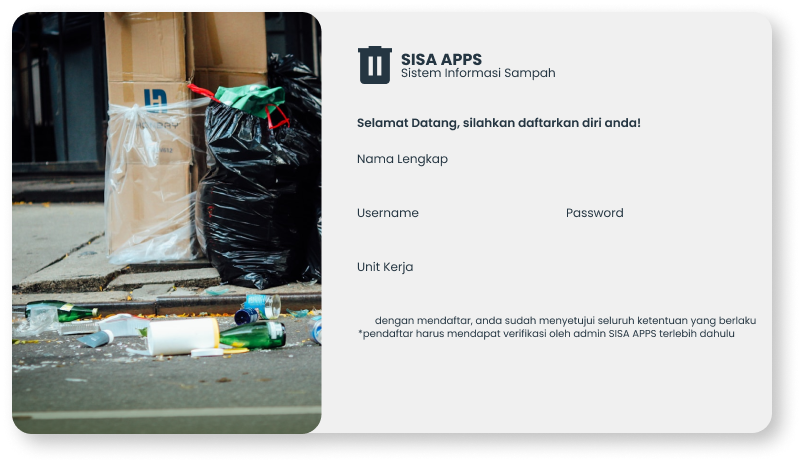 SISA APPS
Sistem Informasi Sampah
Selamat Datang, silahkan daftarkan diri anda!
Nama Lengkap
Username Password
Unit Kerja
dengan mendaftar, anda sudah menyetujui seluruh ketentuan yang berlaku
*pendaftar harus mendapat verifikasi oleh admin SISA APPS terlebih dahulu